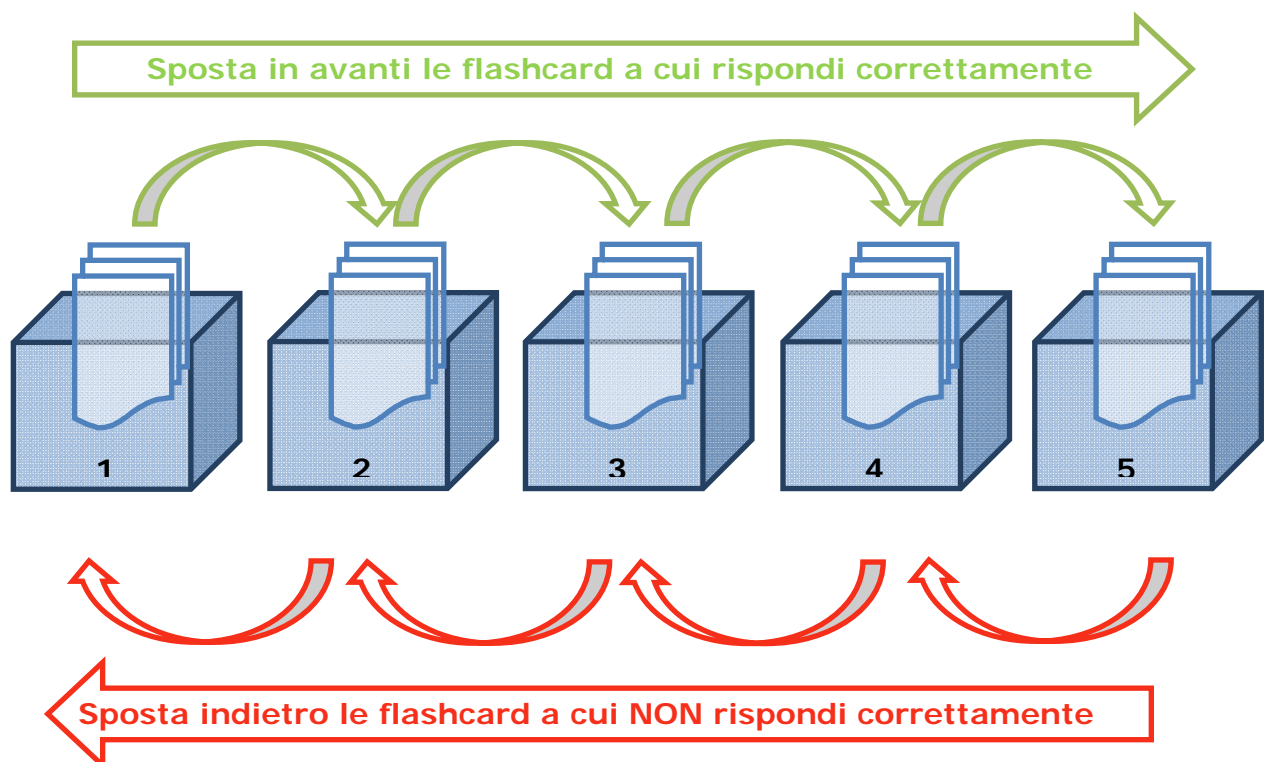 Sposta in avanti le flashcard a cui rispondi correttamente
1
2
3
4
5
Sposta indietro le flashcard a cui NON rispondi correttamente